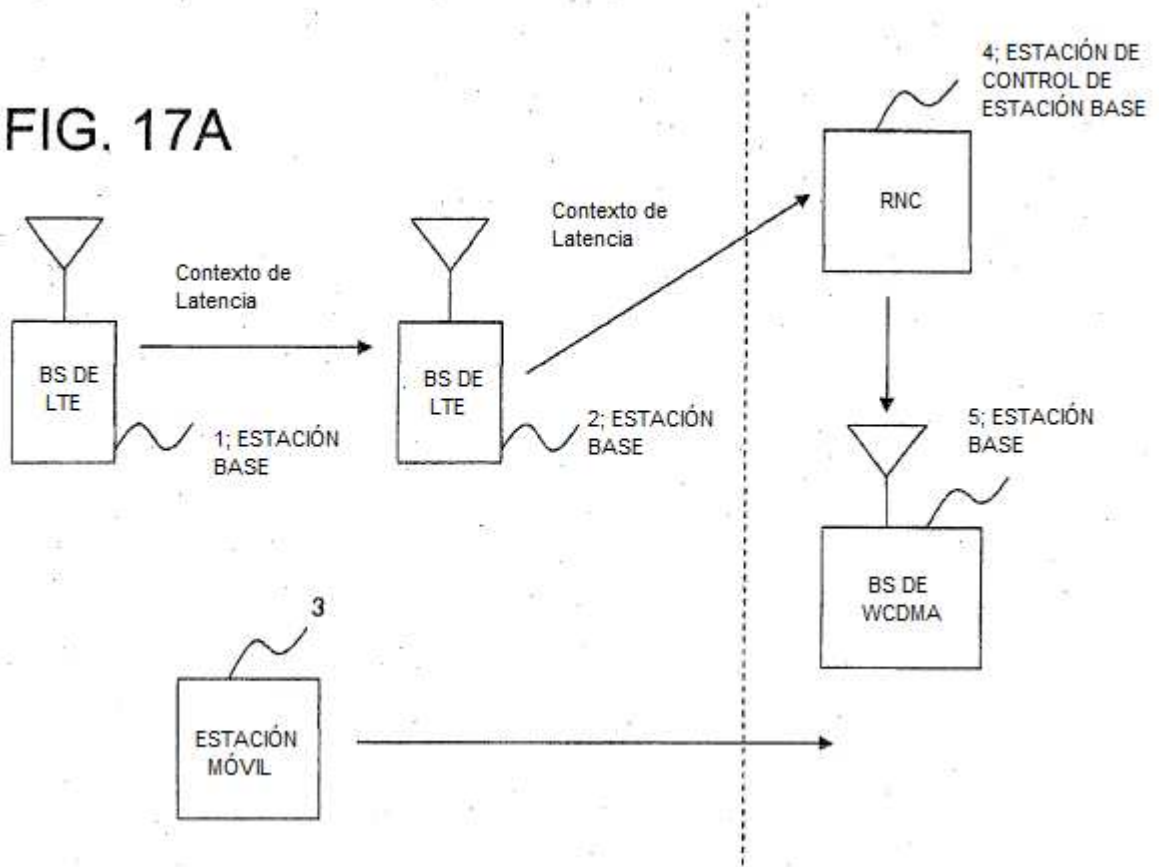 FIG. 17A
4; ESTACIÓN DE
CONTROL DE
ESTACIÓN BASE
RNC
Contexto de
Latencia
Contexto de
Latencia
BS DE
LTE
1; ESTACIÓN
BASE
BS DE
LTE
2; ESTACIÓN
BASE
5; ESTACIÓN
BASE
BS DE
WCDMA
3
ESTACIÓN
MÓVIL